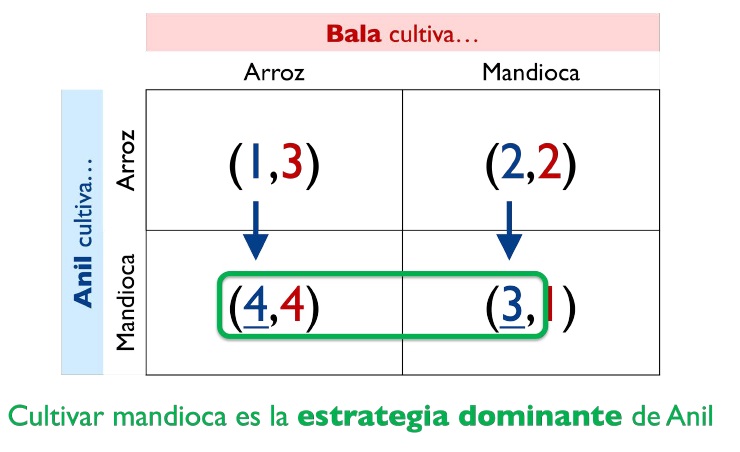 Bala cultiva...
Arroz Mandioca
Anil cultiva...
Arroz
(1,3) (2,2)
Mandioca
(4,4) (3,1)
Cultivar mandioca es la estrategia dominante de Anil